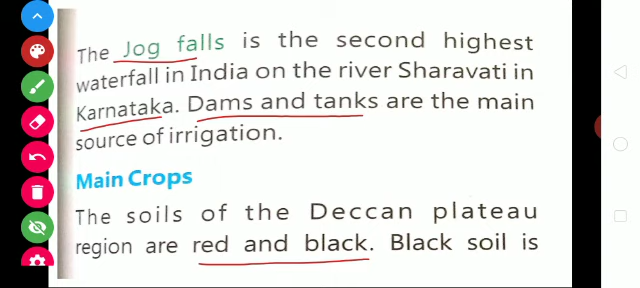 The Jog falls is the second highest
waterfall in India on the river Sharavati in
Karnataka. Dams and tanks are the main
source of irrigation.
Main Crops
The soils of the Deccan plateau
region are red and black. Black soil is